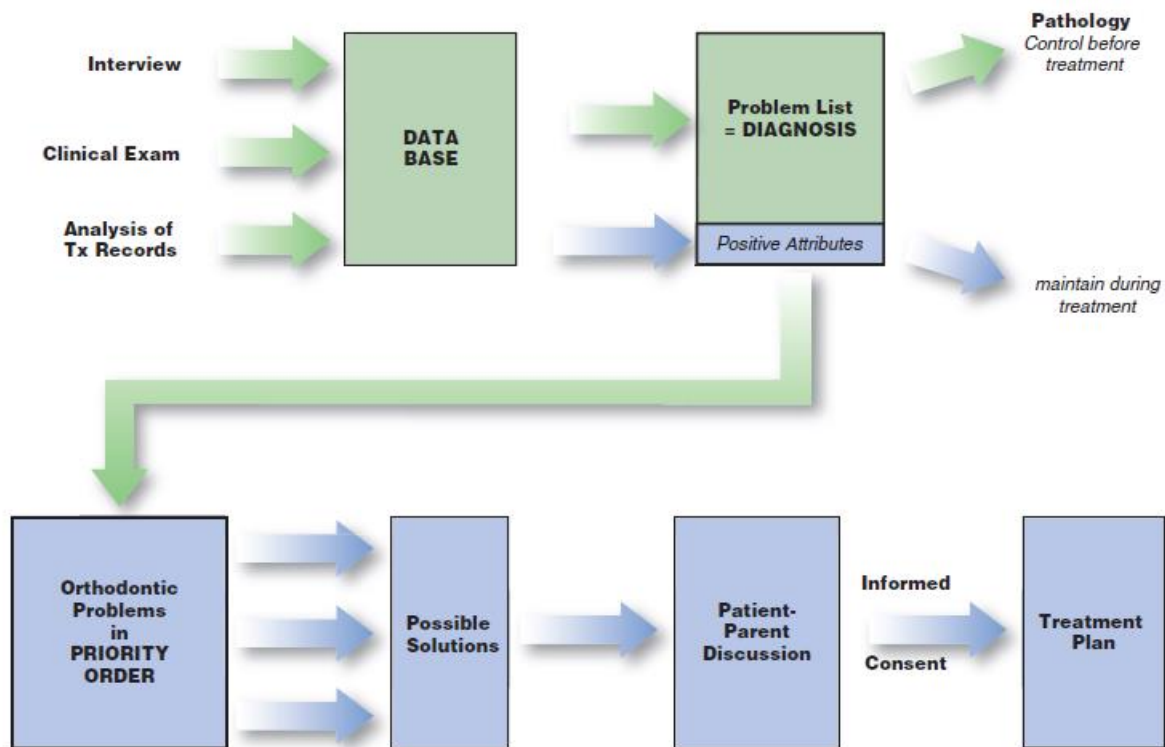 Interview
Clinical Exam
Analysis of
Tx Records
DATA
BASE
Problem List
= DIAGNOSIS
Positive Attributes
Pathology
Control before
treatment
maintain during
treatment
Orthodontic
Problems
in
PRIORITY
ORDER
Possible
Solutions
Patient-
Parent
Discussion
Informed
Consent
Treatment
Plan